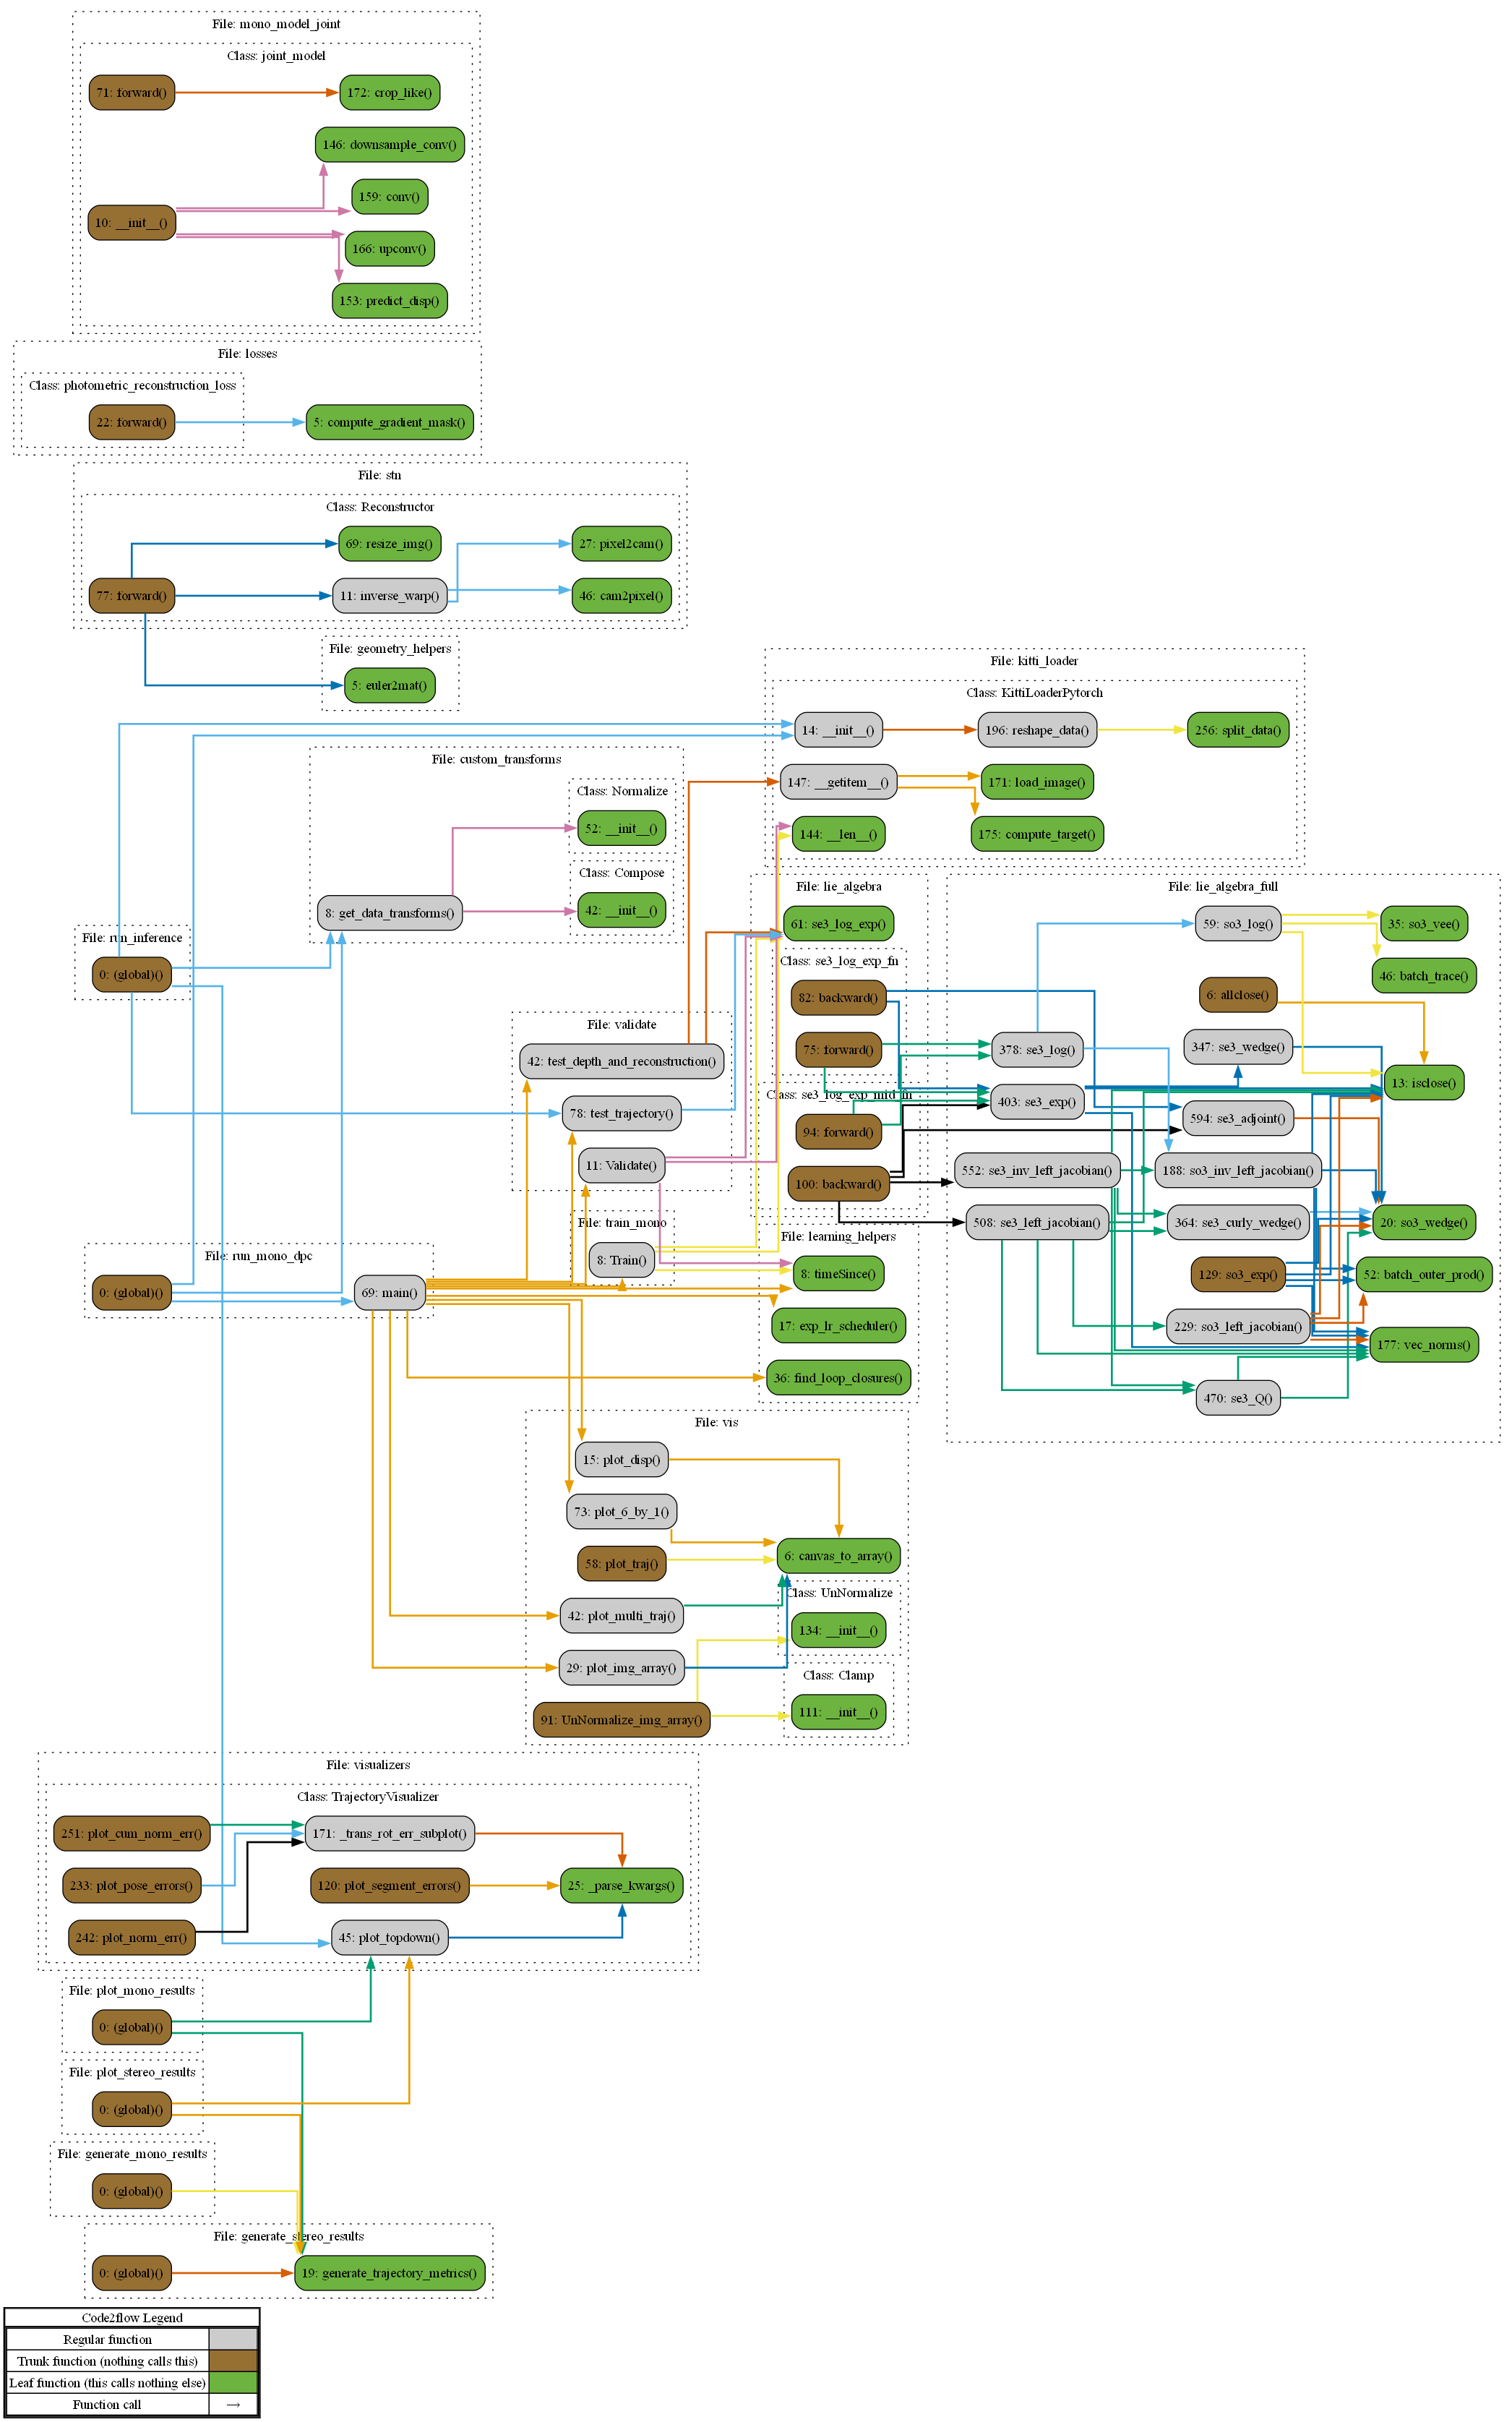 File: mono_model_joint
Class: joint_model
71: forward()
172: crop_like()
146: downsample_conv()
159: conv()
10: __init__()
166: upconv()
153: predict_disp()
File: losses
Class: photometric_reconstruction_loss
22: forward()
5: compute_gradient_mask()
File: stn
Class: Reconstructor
69: resize_img()
27: pixel2cam()
77: forward()
11: inverse_warp()
46: cam2pixel()
File: geometry_helpers
5: euler2mat()
File: kitti_loader
Class: KittiLoaderPytorch
14: __init__()
196: reshape_data()
256: split_data()
147: __getitem__()
171: load_image()
144: __len__()
175: compute_target()
File: custom_transforms
Class: Normalize
52: __init__()
Class: Compose
42: __init__()
8: get_data_transforms()
File: run_inference
0: (global)()
File: lie_algebra
61: se3_log_exp()
Class: se3_log_exp_fn
82: backward()
75: forward()
Class: se3_log_exp_mfd_fn
94: forward()
100: backward()
File: lie_algebra_full
59: so3_log()
35: so3_vee()
46: batch_trace()
6: allclose()
378: se3_log()
347: se3_wedge()
13: isclose()
403: se3_exp()
594: se3_adjoint()
552: se3_inv_left_jacobian()
188: so3_inv_left_jacobian()
508: se3_left_jacobian()
364: se3_curly_wedge()
20: so3_wedge()
129: so3_exp()
52: batch_outer_prod()
229: so3_left_jacobian()
177: vec_norms()
470: se3_Q()
File: validate
42: test_depth_and_reconstruction()
78: test_trajectory()
11: Validate()
File: train_mono
8: Train()
File: run_mono_dpc
0: (global)()
69: main()
File: learning_helpers
8: timeSince()
17: exp_lr_scheduler()
36: find_loop_closures()
File: vis
15: plot_disp()
73: plot_6_by_1()
58: plot_traj()
6: canvas_to_array()
42: plot_multi_traj()
Class: UnNormalize
134: __init__()
29: plot_img_array()
Class: Clamp
111: __init__()
91: UnNormalize_img_array()
File: visualizers
Class: TrajectoryVisualizer
251: plot_cum_norm_err()
171: _trans_rot_err_subplot()
233: plot_pose_errors()
120: plot_segment_errors()
25: _parse_kwargs()
242: plot_norm_err()
45: plot_topdown()
File: plot_mono_results
0: (global)()
File: plot_stereo_results
0: (global)()
File: generate_mono_results
0: (global)()
File: generate_stereo_results
0: (global)()
19: generate_trajectory_metrics()
Code2flow Legend
Regular function
Trunk function (nothing calls this)
Leaf function (this calls nothing else)
Function call →